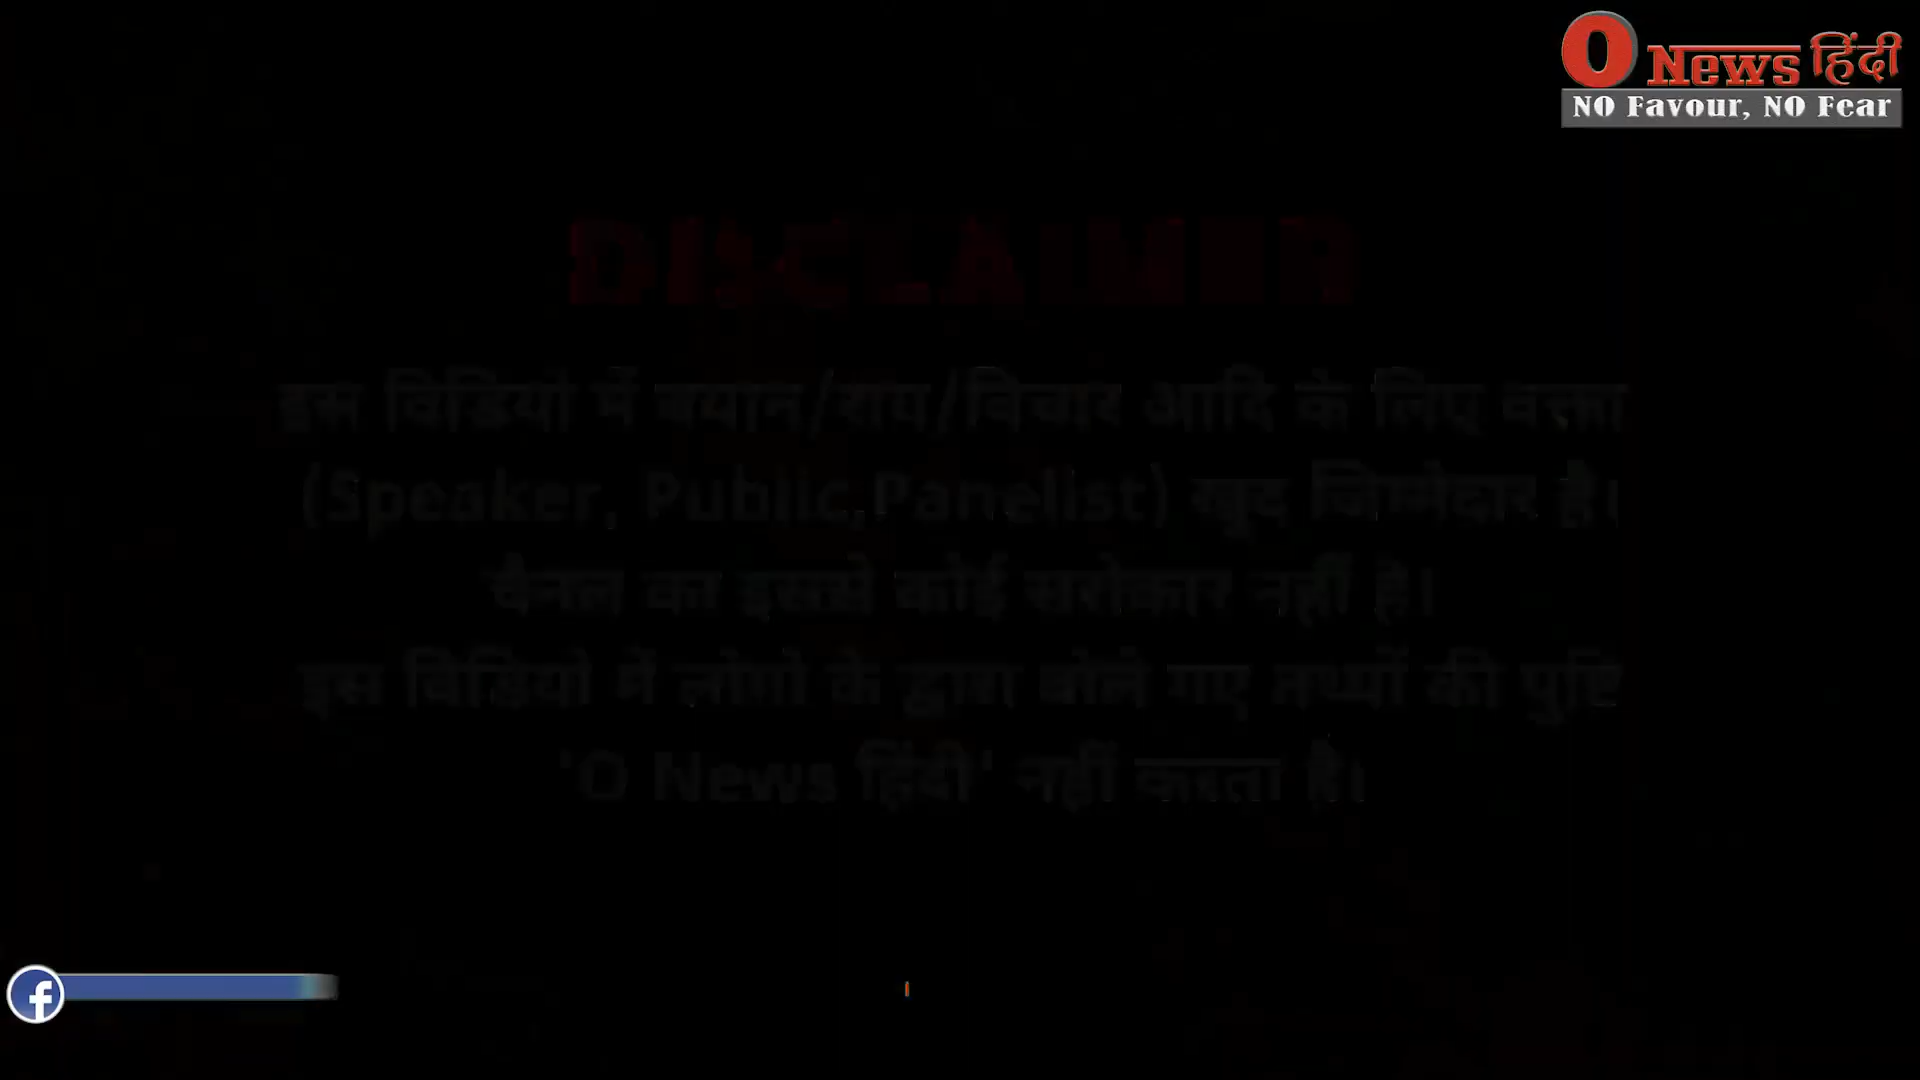 O News हिंदी
NO Favour, NO Fear
DISCLAIMER
इस विडियो में बयान/राय/विचार आदि के लिए वक्ता
(Speaker, Public,Panelist) खुद जिम्मेदार है।
चैनल का इससे कोई सरोकार नहीं है।
इस विडियो में लोगो के द्वारा बोले गए तथ्यों की पुष्टि
'O News हिंदी' नहीं करता है।